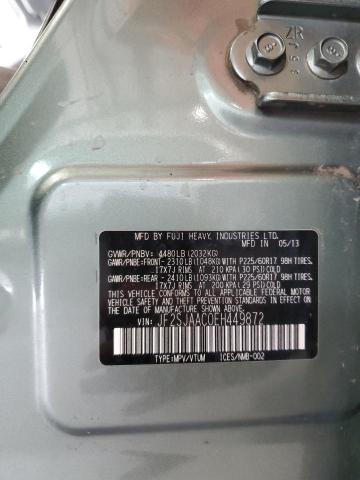 ZR
MFD. BY FUJI HEAVY INDUSTRIES LTD.
MFD. IN 05/13
GVWR/PNBV: 4480LB (2032KG)
GAWR/PNBE:FRONT- 2310LB(1048KG)WITH P225/60R17 98H TIRES
17X7J RIMS AT 210 KPA(30 PSI)COLD
GAWR/PNBE:REAR - 2410LB(1093KG)WITH P225/60R17 98H TIRES
17X7J RIMS AT 200 KPA(29 PSI)COLD
THIS VEHICLE CONFORMS TO ALL
APPLICABLE FEDERAL MOTOR
VEHICLE SAFETY AND BUMPER
STANDARDS IN EFFECT ON THE DATE
OF MANUFACTURE SHOWN ABOVE.
VIN: JF2SJAAC0EH449872
TYPE:MPV/VTUM ICES/NMB-002